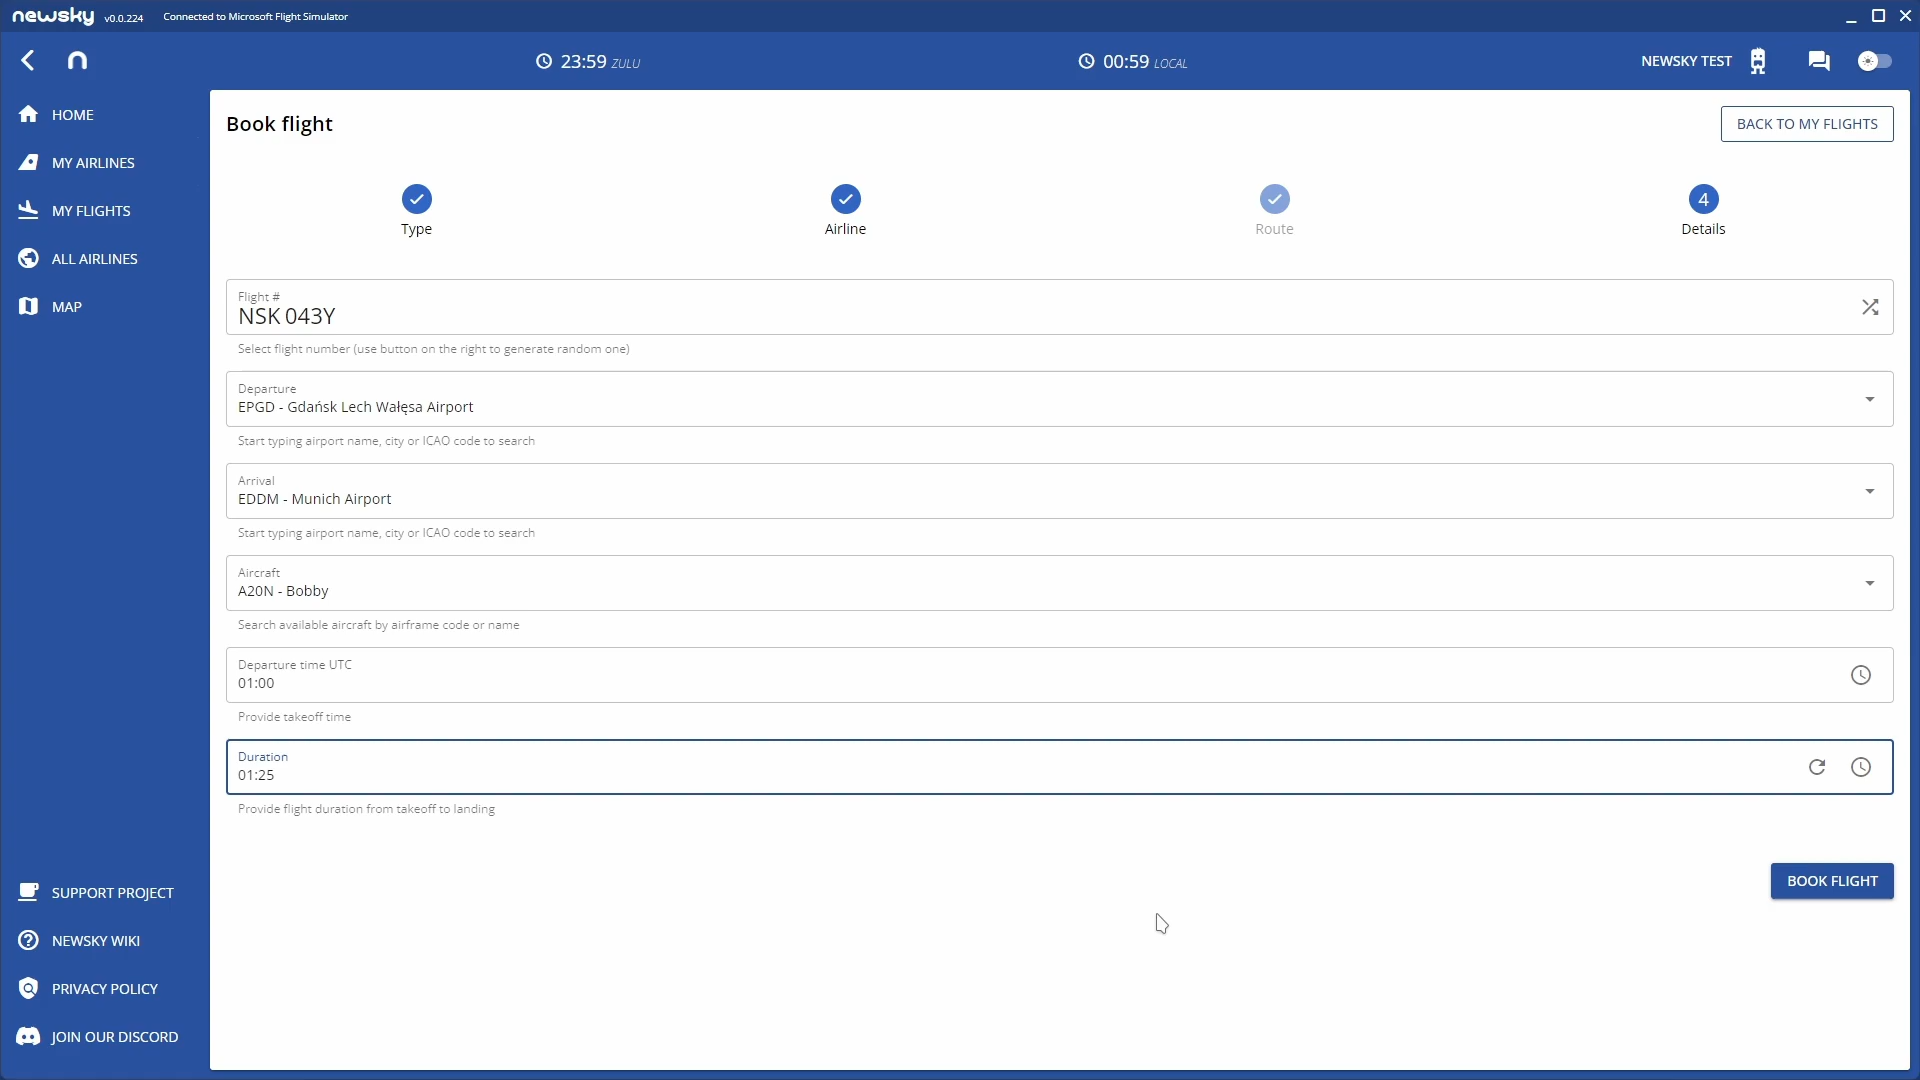 newsky v0.0.224 Connected to Microsoft Flight Simulator
23:59 ZULU
00:59 LOCAL
NEWSKY TEST
HOME
MY AIRLINES
MY FLIGHTS
ALL AIRLINES
MAP
SUPPORT PROJECT
NEWSKY WIKI
PRIVACY POLICY
JOIN OUR DISCORD
Book flight
BACK TO MY FLIGHTS
Type
Airline
Route
4
Details
Flight #
NSK 043Y
Select flight number (use button on the right to generate random one)
Departure
EPGD - Gdańsk Lech Wałęsa Airport
Start typing airport name, city or ICAO code to search
Arrival
EDDM - Munich Airport
Start typing airport name, city or ICAO code to search
Aircraft
A20N - Bobby
Search available aircraft by airframe code or name
Departure time UTC
01:00
Provide takeoff time
Duration
01:25
Provide flight duration from takeoff to landing
BOOK FLIGHT